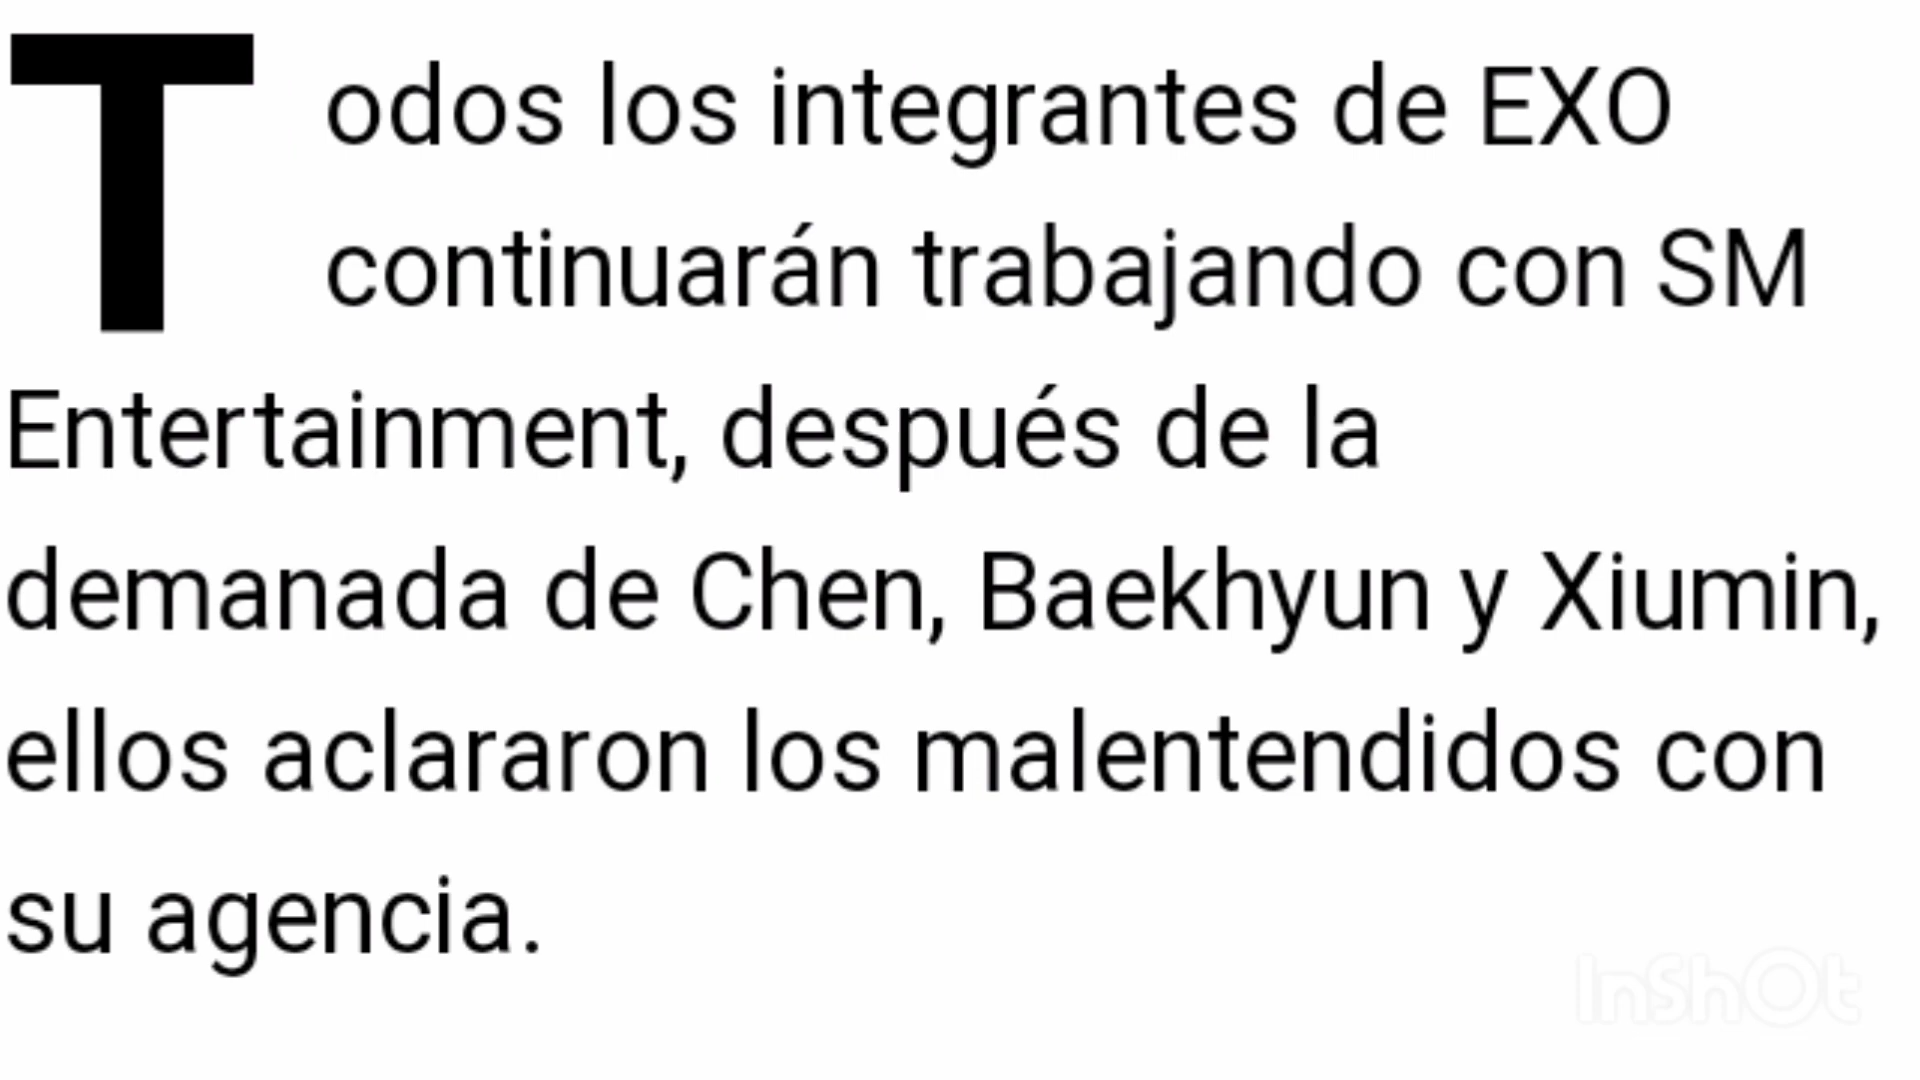 Todos los integrantes de EXO
continuarán trabajando con SM
Entertainment, después de la
demanada de Chen, Baekhyun y Xiumin,
ellos aclararon los malentendidos con
su agencia.
InShOt